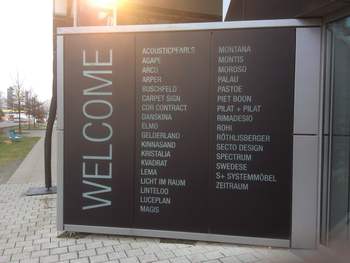 WELCOME
ACOUSTICPEARLS
AGAPE
ARCO
ARPER
BUSCHFELD
CARPET SIGN
COR CONTRACT
DANSKINA
ELMO
GELDERLAND
KINNASAND
KRISTALIA
KVADRAT
LEMA
LICHT IM RAUM
LINTELOO
LUCEPLAN
MAGIS
MONTANA
MONTIS
MOROSO
PALAU
PASTOE
PIET BOON
PILAT + PILAT
RIMADESIO
ROHI
RÖTHLISBERGER
SECTO DESIGN
SPECTRUM
SWEDESE
S+ SYSTEMMÖBEL
ZEITRAUM